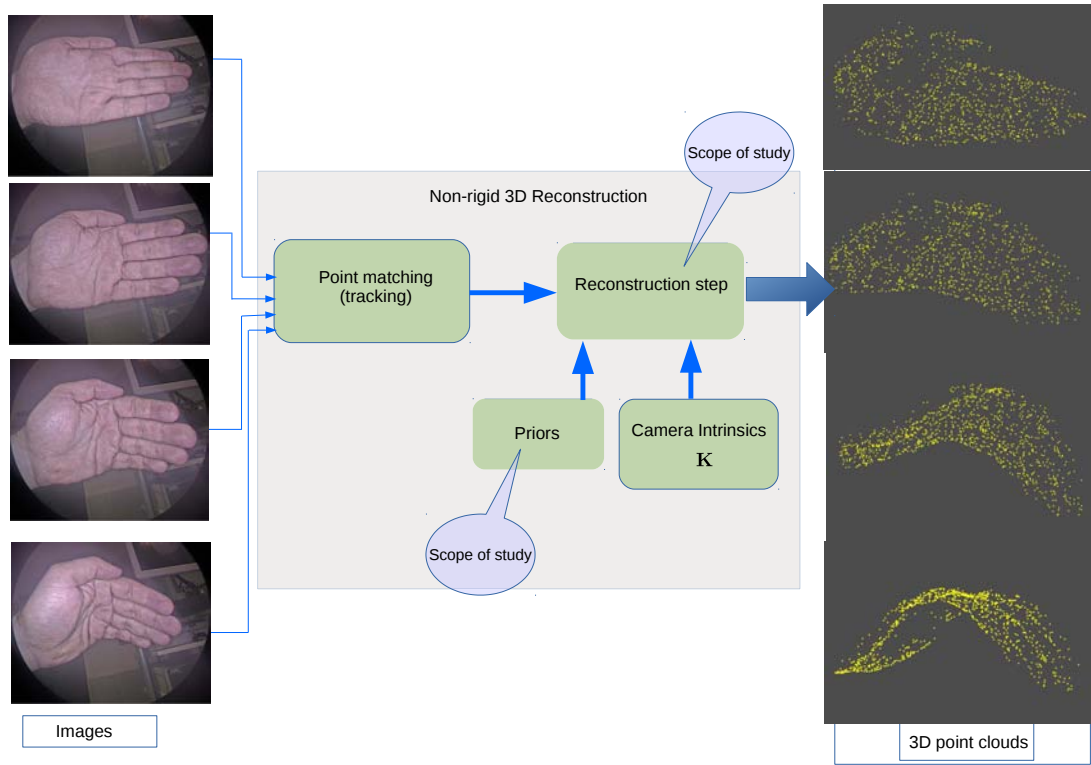 Scope of study
Non-rigid 3D Reconstruction
Point matching
(tracking)
Reconstruction step
Priors
Camera Intrinsics
K
Scope of study
Images
3D point clouds